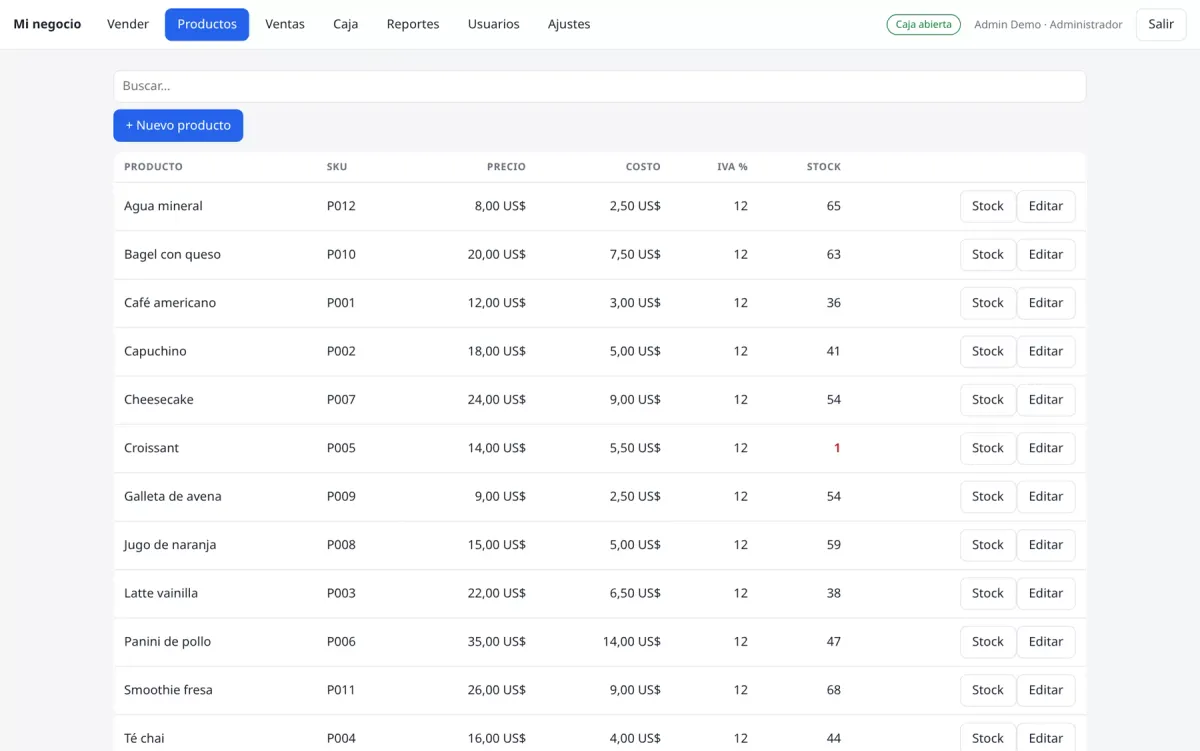 Mi negocio Vender Productos Ventas Caja Reportes Usuarios Ajustes Caja abierta Admin Demo · Administrador Salir
Buscar...
+ Nuevo producto
PRODUCTO SKU PRECIO COSTO IVA % STOCK
Agua mineral P012 8,00 US$ 2,50 US$ 12 65 Stock Editar
Bagel con queso P010 20,00 US$ 7,50 US$ 12 63 Stock Editar
Café americano P001 12,00 US$ 3,00 US$ 12 36 Stock Editar
Capuchino P002 18,00 US$ 5,00 US$ 12 41 Stock Editar
Cheesecake P007 24,00 US$ 9,00 US$ 12 54 Stock Editar
Croissant P005 14,00 US$ 5,50 US$ 12 1 Stock Editar
Galleta de avena P009 9,00 US$ 2,50 US$ 12 54 Stock Editar
Jugo de naranja P008 15,00 US$ 5,00 US$ 12 59 Stock Editar
Latte vainilla P003 22,00 US$ 6,50 US$ 12 38 Stock Editar
Panini de pollo P006 35,00 US$ 14,00 US$ 12 47 Stock Editar
Smoothie fresa P011 26,00 US$ 9,00 US$ 12 68 Stock Editar
Té chai P004 16,00 US$ 4,00 US$ 12 44 Stock Editar